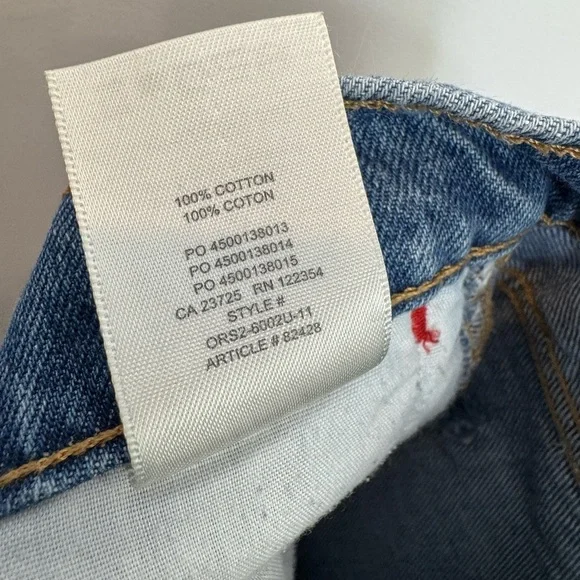 100% COTTON
100% COTON
PO 4500138013
PO 4500138014
PO 4500138015
CA 23725 RN 122354
STYLE #
ORS2-6002U-11
ARTICLE # 82428